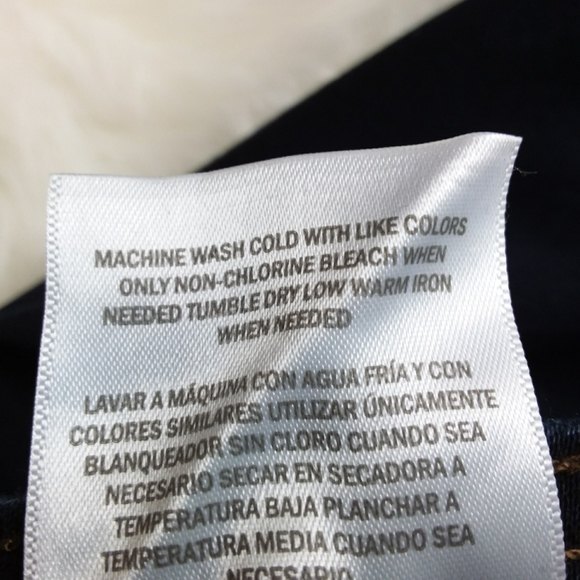 MACHINE WASH COLD WITH LIKE COLORS
ONLY NON-CHLORINE BLEACH WHEN
NEEDED TUMBLE DRY LOW WARM IRON
WHEN NEEDED
LAVAR A MÁQUINA CON AGUA FRÍA Y CON
COLORES SIMILARES UTILIZAR ÚNICAMENTE
BLANQUEADOR SIN CLORO CUANDO SEA
NECESARIO SECAR EN SECADORA A
TEMPERATURA BAJA PLANCHAR A
TEMPERATURA MEDIA CUANDO SEA
NECESARIO